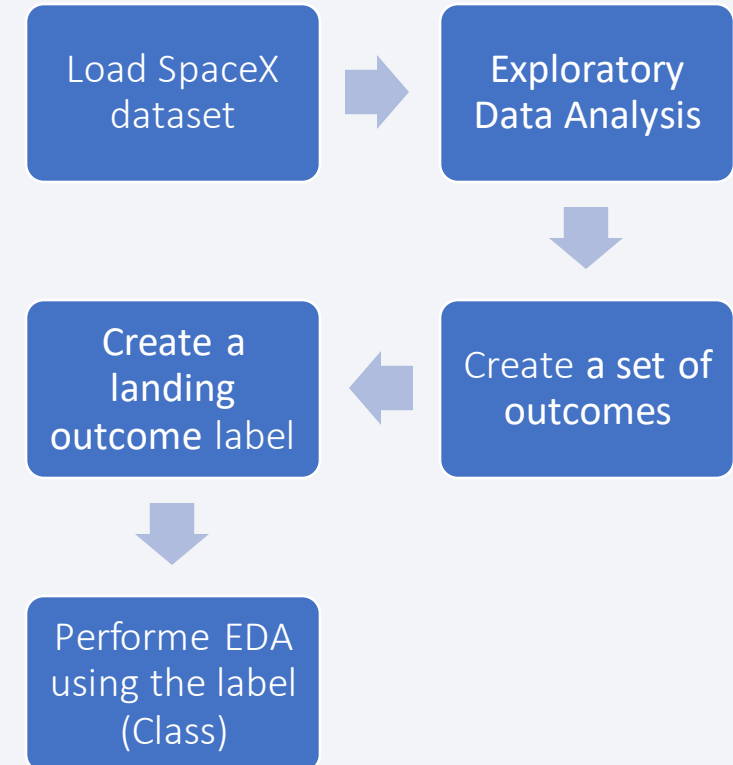 Load SpaceX
dataset
Exploratory
Data Analysis
Create a set of
outcomes
Create a
landing
outcome label
Performe EDA
using the label
(Class)